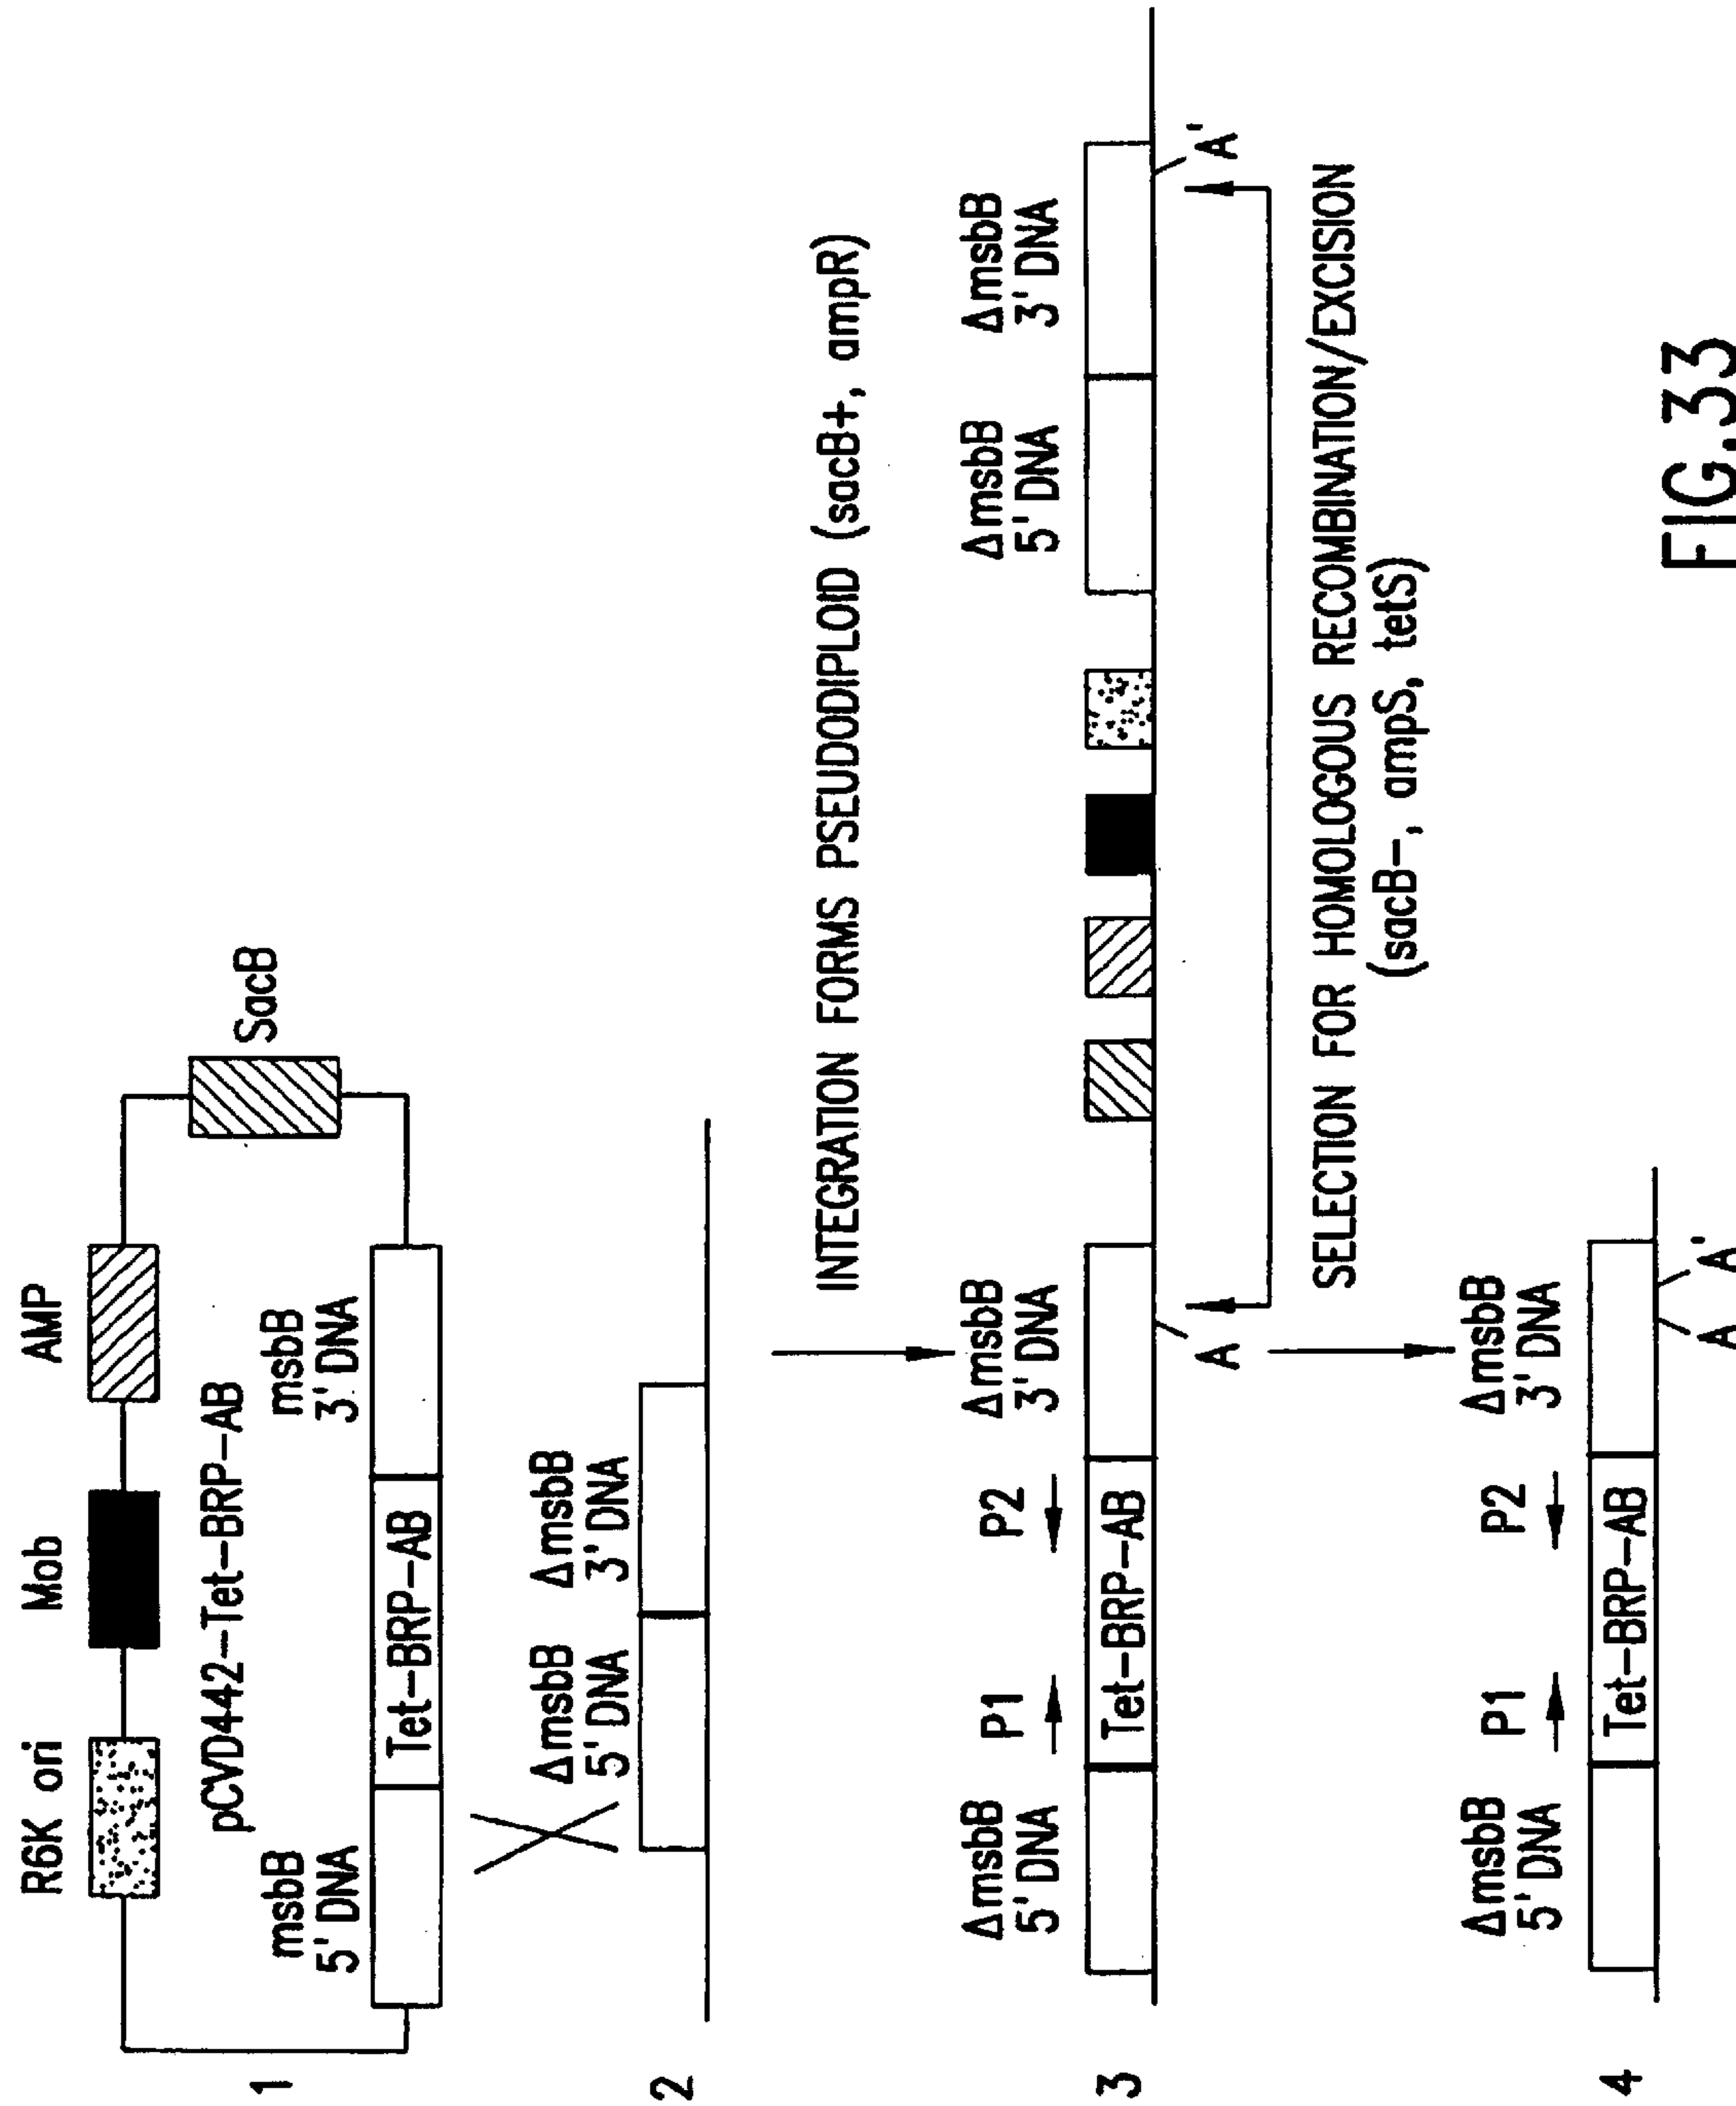 R6K ori
Mob
AMP
SacB
pCVD442-Tet-BRP-AB
msbB
5' DNA
msbB
3' DNA
Tet-BRP-AB
1
ΔmsbB
5' DNA
ΔmsbB
3' DNA
2
INTEGRATION FORMS PSEUDODIPLOID (sacB+, ampR)
ΔmsbB
5' DNA
P1
P2
ΔmsbB
3' DNA
ΔmsbB
5' DNA
ΔmsbB
3' DNA
Tet-BRP-AB
3
A
A'
SELECTION FOR HOMOLOGOUS RECOMBINATION/EXCISION
(sacB-, ampS, tetS)
ΔmsbB
5' DNA
P1
P2
ΔmsbB
3' DNA
Tet-BRP-AB
4
A
A'
FIG.33